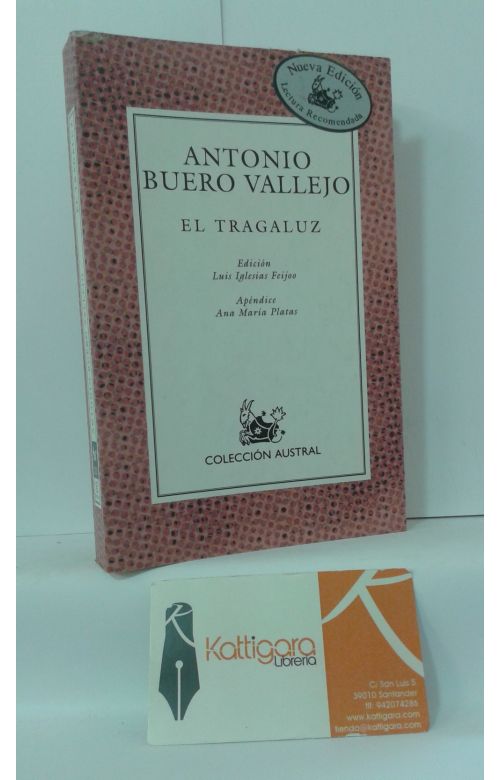 Nueva Edición
Lectura Recomendada
ANTONIO
BUERO VALLEJO
EL TRAGALUZ
Edición
Luis Iglesias Feijoo
Apéndice
Ana María Platas
COLECCIÓN AUSTRAL
Kattigara
Librería
C/ San Luis 5
39010 Santander
tlf: 942074286
www.kattigara.com
tienda@kattigara.com